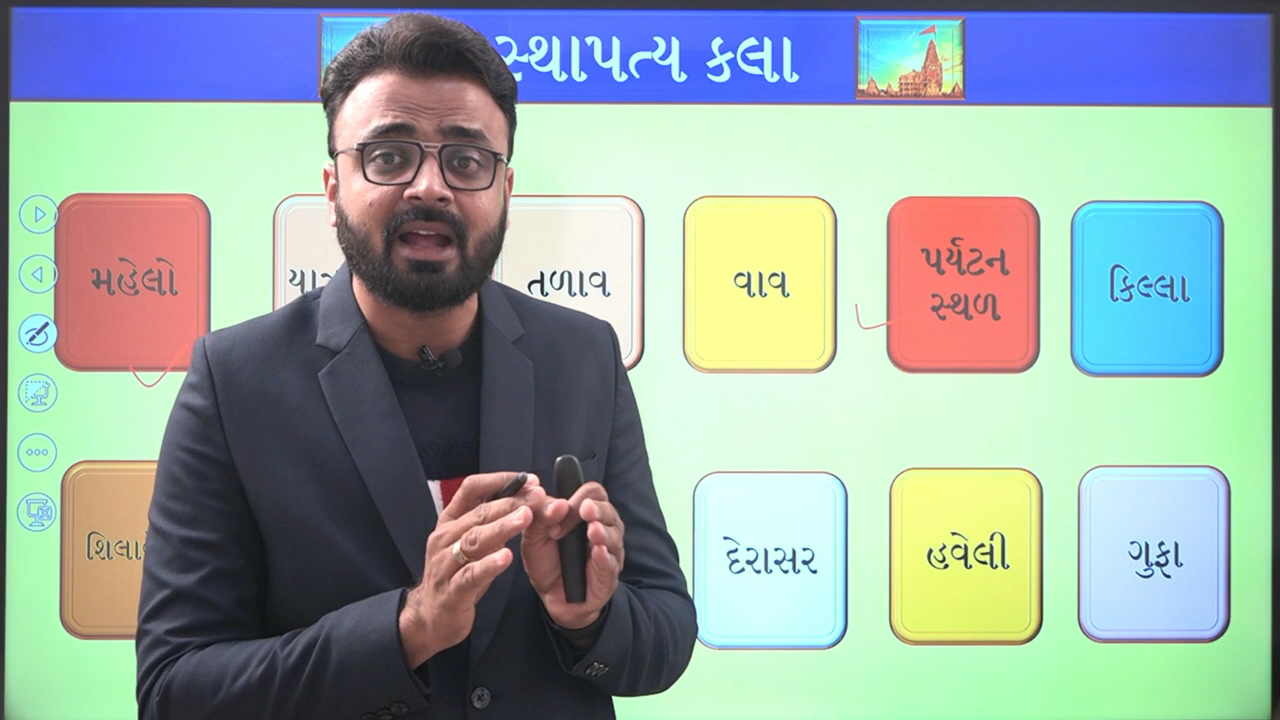 સ્થાપત્ય કલા
મહેલો
તળાવ
વાવ
પર્યટન
સ્થળ
કિલ્લા
દેરાસર
હવેલી
ગુફા